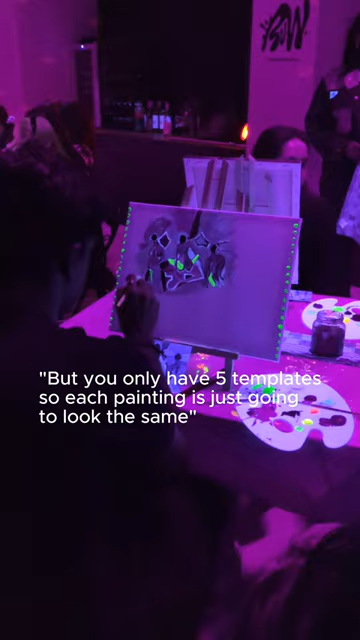 "But you only have 5 templates
so each painting is just going
to look the same"